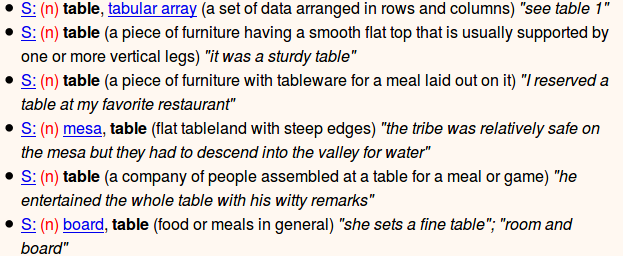 • S: (n) table, tabular array (a set of data arranged in rows and columns) "see table 1"
• S: (n) table (a piece of furniture having a smooth flat top that is usually supported by
one or more vertical legs) "it was a sturdy table"
• S: (n) table (a piece of furniture with tableware for a meal laid out on it) "I reserved a
table at my favorite restaurant"
• S: (n) mesa, table (flat tableland with steep edges) "the tribe was relatively safe on
the mesa but they had to descend into the valley for water"
• S: (n) table (a company of people assembled at a table for a meal or game) "he
entertained the whole table with his witty remarks"
• S: (n) board, table (food or meals in general) "she sets a fine table"; "room and
board"